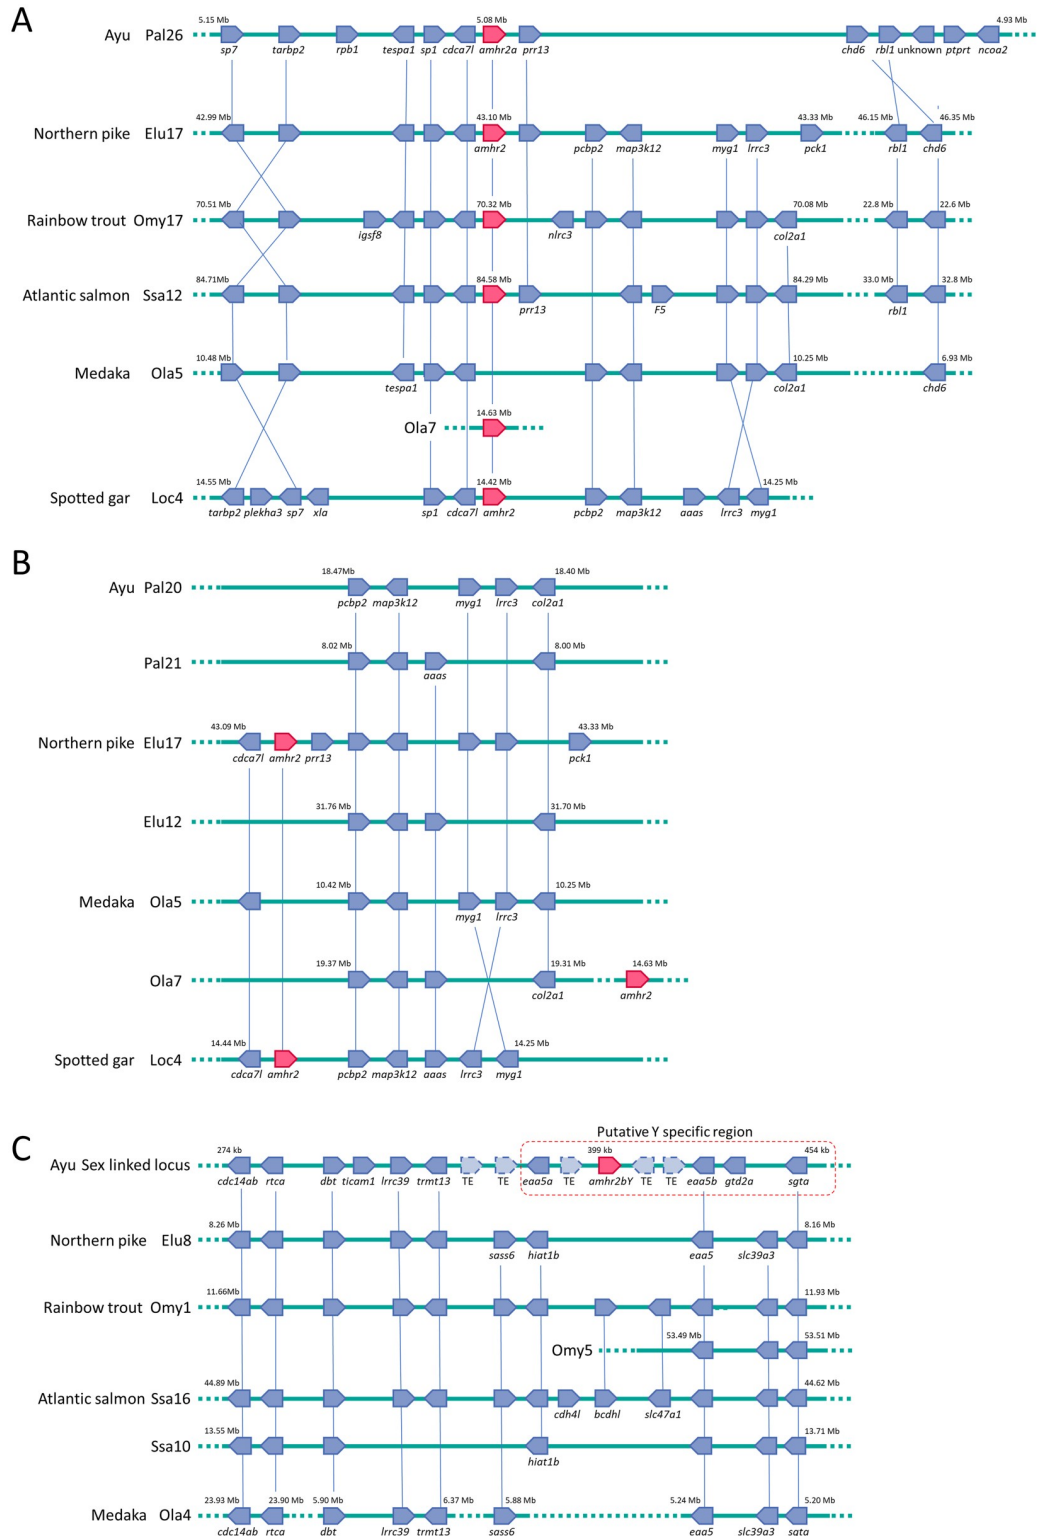 A
5.15 Mb 5.08 Mb 4.93 Mb
Ayu Pal26
sp7 tarbp2 rpb1 tespa1 sp1 cdca7l amhr2a prr13 chd6 rbl1 unknown ptprt ncoa2
42.99 Mb 43.10 Mb 43.33 Mb 46.15 Mb 46.35 Mb
Northern pike Elu17
amhr2 pcbp2 map3k12 myg1 lrrc3 pck1 rbl1 chd6
70.51 Mb 70.32 Mb 70.08 Mb 22.8 Mb 22.6 Mb
Rainbow trout Omy17
igsf8 nlrc3 col2a1
84.71Mb 84.58 Mb 84.29 Mb 33.0 Mb 32.8 Mb
Atlantic salmon Ssa12
prr13 F5 rbl1
10.48 Mb 10.25 Mb 6.93 Mb
Medaka Ola5
tespa1 col2a1 chd6
14.63 Mb
Ola7
14.55 Mb 14.42 Mb 14.25 Mb
Spotted gar Loc4
tarbp2 plekha3 sp7 xla sp1 cdca7l amhr2 pcbp2 map3k12 aaas lrrc3 myg1
B
18.47Mb 18.40 Mb
Ayu Pal20
pcbp2 map3k12 myg1 lrrc3 col2a1
8.02 Mb 8.00 Mb
Pal21
aaas
43.09 Mb 43.33 Mb
Northern pike Elu17
cdca7l amhr2 prr13 pck1
31.76 Mb 31.70 Mb
Elu12
10.42 Mb 10.25 Mb
Medaka Ola5
myg1 lrrc3
19.37 Mb 19.31 Mb 14.63 Mb
Ola7
col2a1 amhr2
14.44 Mb 14.25 Mb
Spotted gar Loc4
cdca7l amhr2 pcbp2 map3k12 aaas lrrc3 myg1
C
Putative Y specific region
274 kb 399 kb 454 kb
Ayu Sex linked locus
cdc14ab rtca dbt ticam1 lrrc39 trmt13 TE TE eaa5a TE amhr2bY TE TE eaa5b gtd2a sgta
8.26 Mb 8.16 Mb
Northern pike Elu8
sass6 hiat1b eaa5 slc39a3
11.66Mb 11.93 Mb
Rainbow trout Omy1
53.49 Mb 53.51 Mb
Omy5
44.89 Mb 44.62 Mb
Atlantic salmon Ssa16
cdh4l bcdhl slc47a1
13.55 Mb 13.71 Mb
Ssa10
hiat1b
23.93 Mb 23.90 Mb 5.90 Mb 6.37 Mb 5.88 Mb 5.24 Mb 5.20 Mb
Medaka Ola4
cdc14ab rtca dbt lrrc39 trmt13 sass6 eaa5 slc39a3 sata